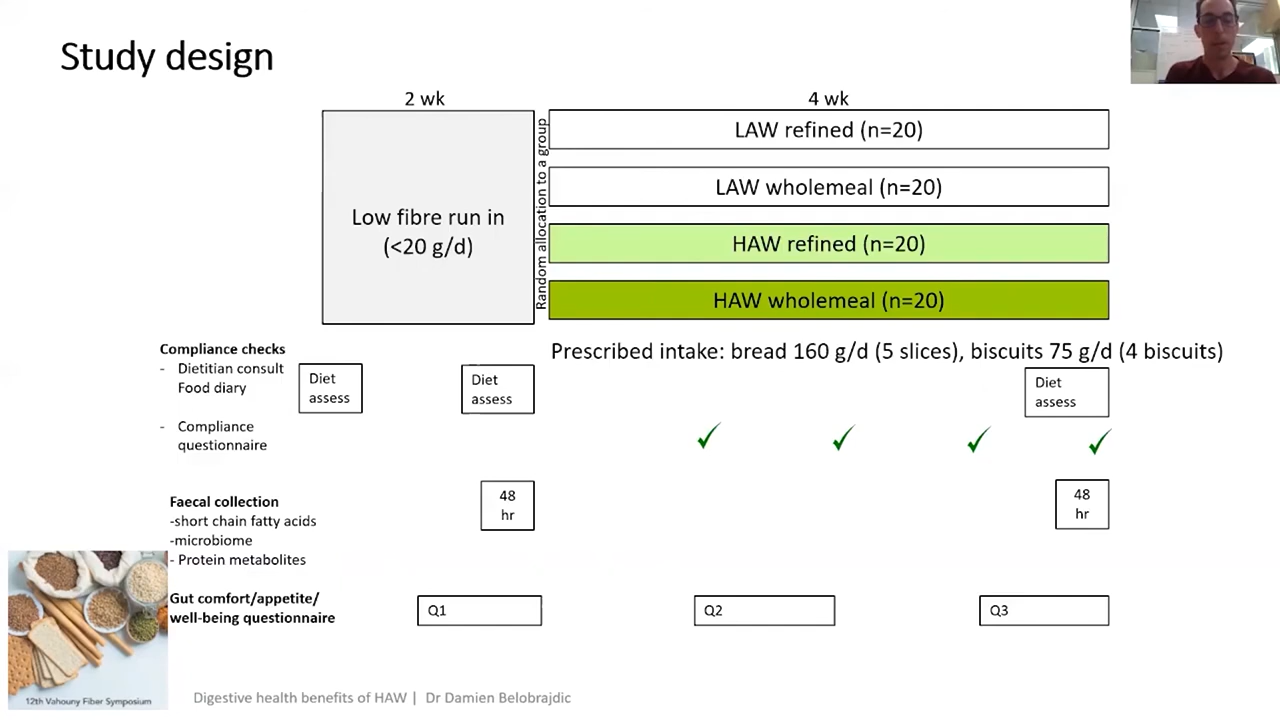 Study design
2 wk
4 wk
Low fibre run in
(<20 g/d)
Random allocation to a group
LAW refined (n=20)
LAW wholemeal (n=20)
HAW refined (n=20)
HAW wholemeal (n=20)
Prescribed intake: bread 160 g/d (5 slices), biscuits 75 g/d (4 biscuits)
Compliance checks
- Dietitian consult
Food diary
Diet
assess
Diet
assess
Diet
assess
- Compliance
questionnaire
Faecal collection
-short chain fatty acids
-microbiome
- Protein metabolites
48
hr
48
hr
Gut comfort/appetite/
well-being questionnaire
Q1
Q2
Q3
12th Vahouny Fiber Symposium
Digestive health benefits of HAW | Dr Damien Belobrajdic